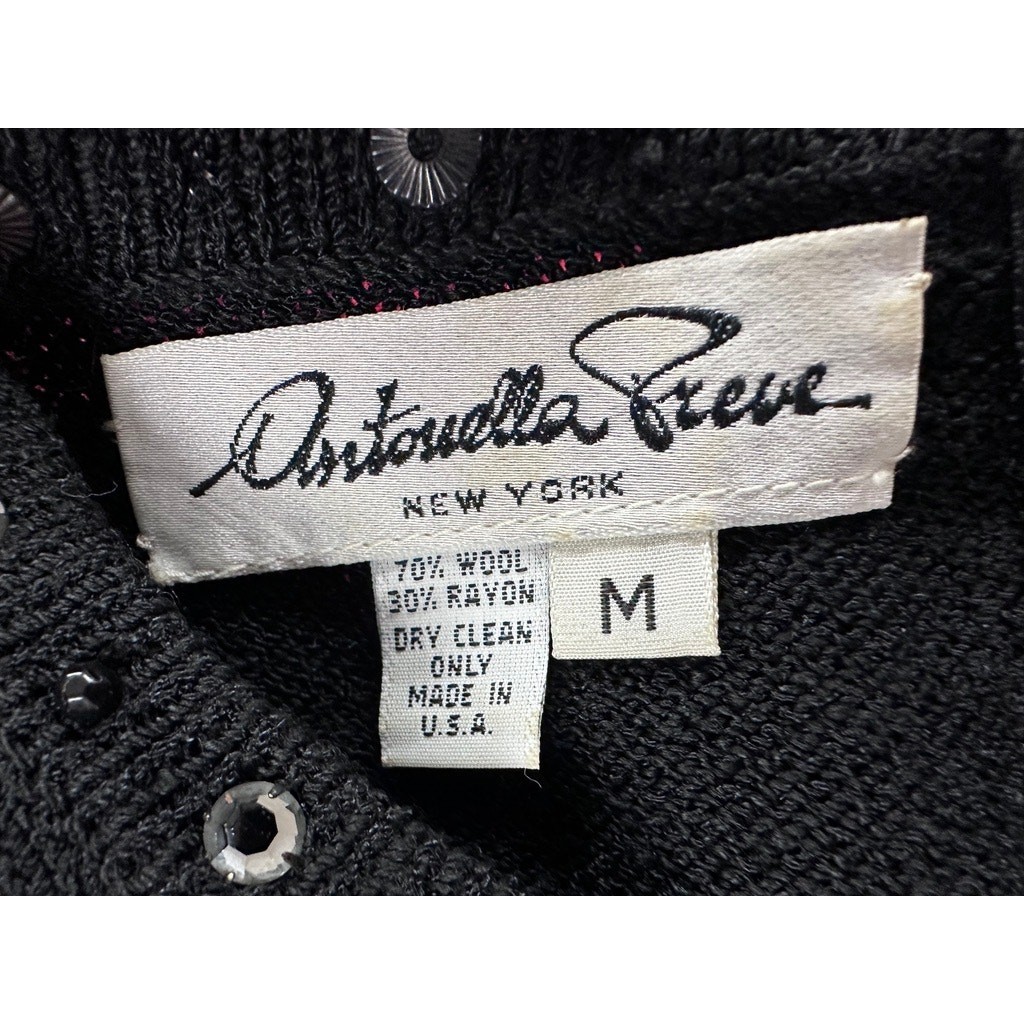 Antonella Preve
NEW YORK
70% WOOL
30% RAYON
DRY CLEAN
ONLY
MADE IN
U.S.A.
M